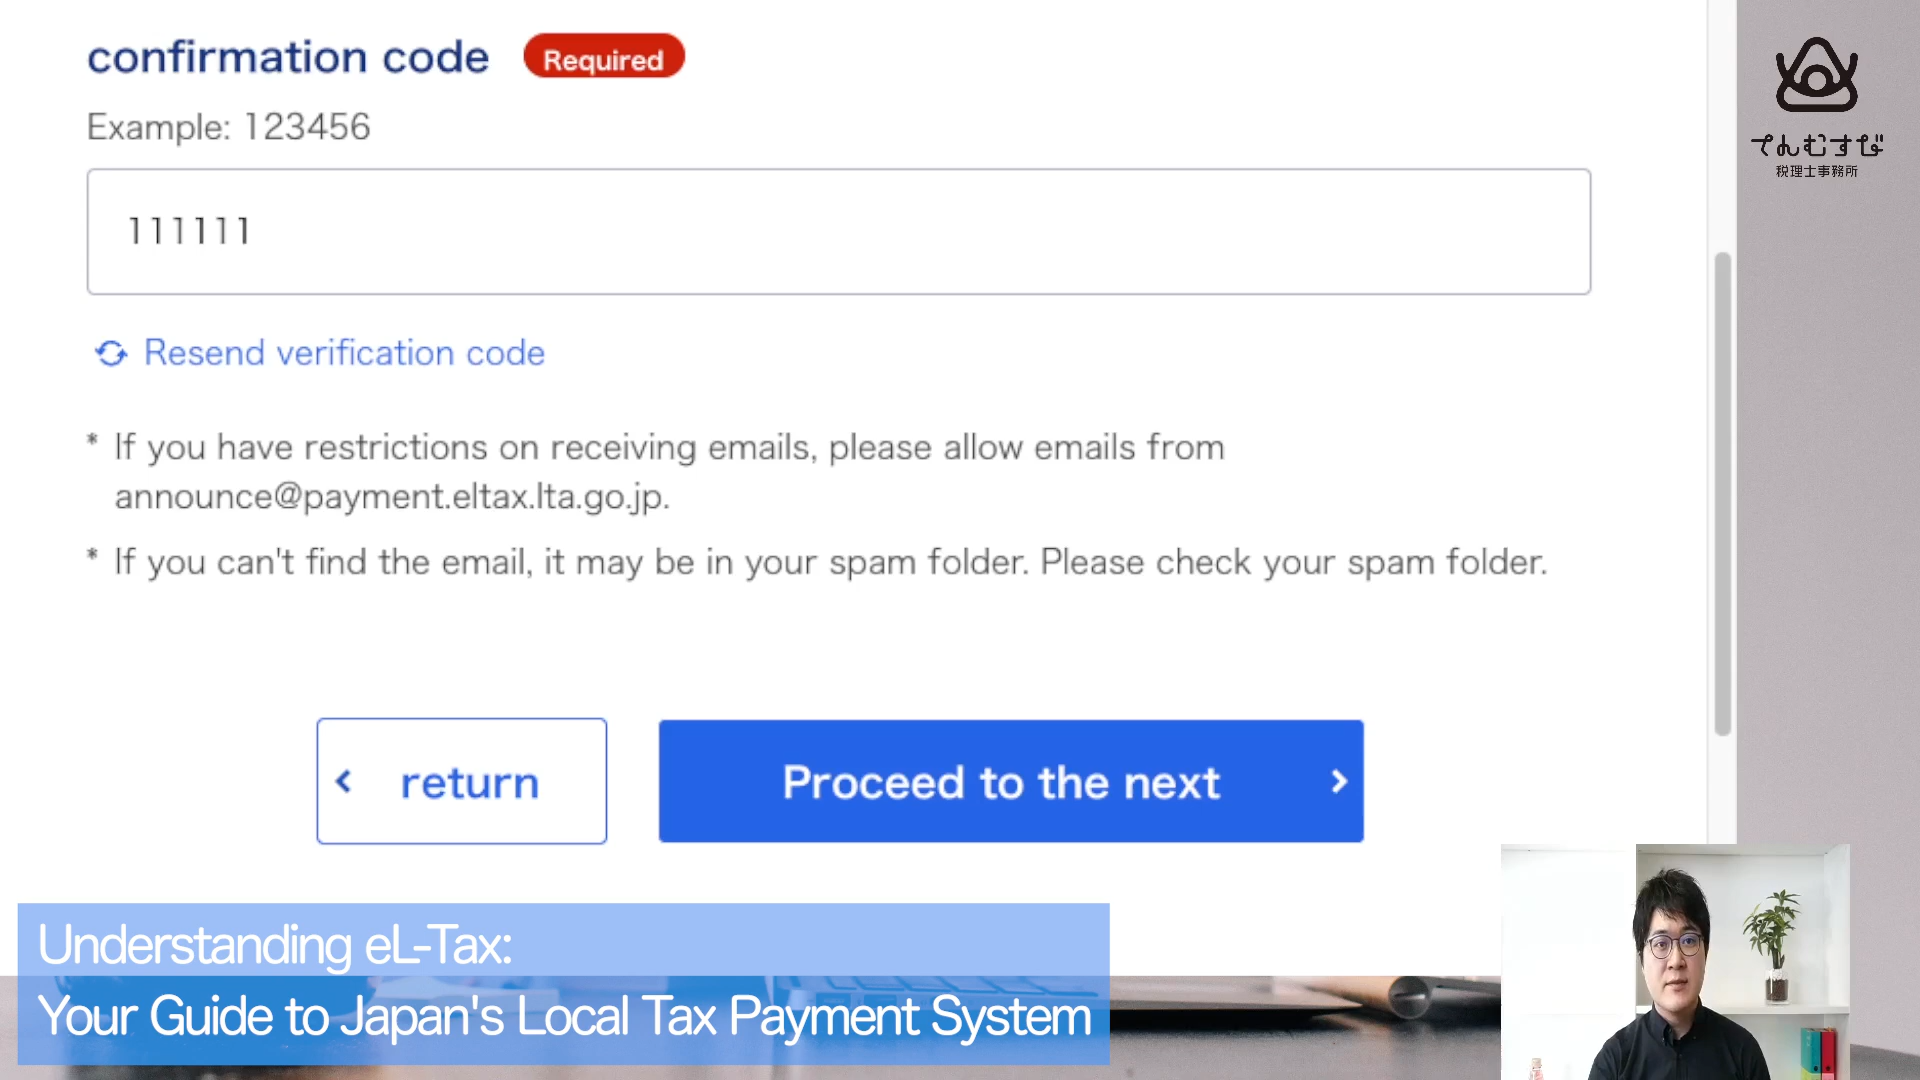 confirmation code Required
Example: 123456
111111
Resend verification code
* If you have restrictions on receiving emails, please allow emails from
announce@payment.eltax.lta.go.jp.
* If you can't find the email, it may be in your spam folder. Please check your spam folder.
return
Proceed to the next
てんむすび
税理士事務所
Understanding eL-Tax:
Your Guide to Japan's Local Tax Payment System